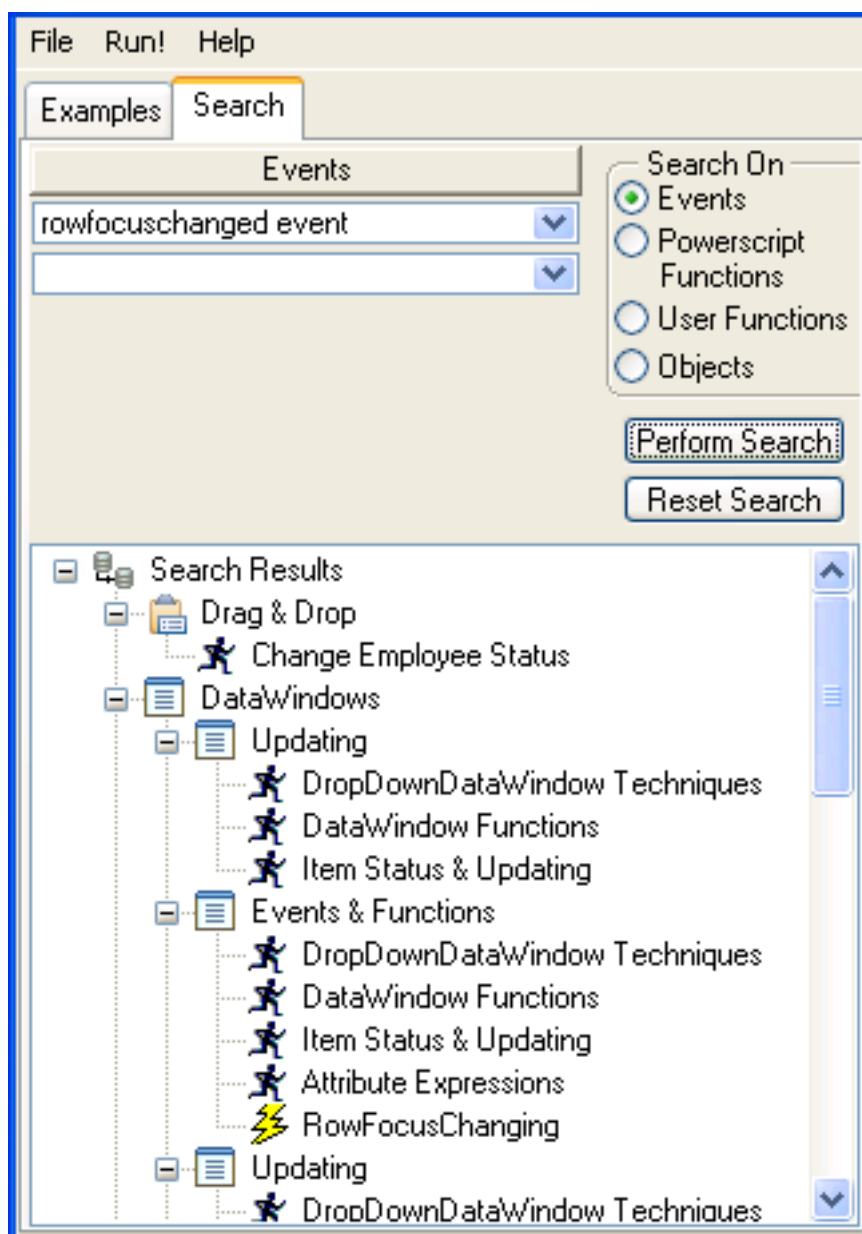 File Run! Help
Examples Search
Events
rowfocuschanged event
Search On
Events
Powerscript
Functions
User Functions
Objects
Perform Search
Reset Search
Search Results
Drag & Drop
Change Employee Status
DataWindows
Updating
DropDownDataWindow Techniques
DataWindow Functions
Item Status & Updating
Events & Functions
DropDownDataWindow Techniques
DataWindow Functions
Item Status & Updating
Attribute Expressions
RowFocusChanging
Updating
DropDownDataWindow Techniques